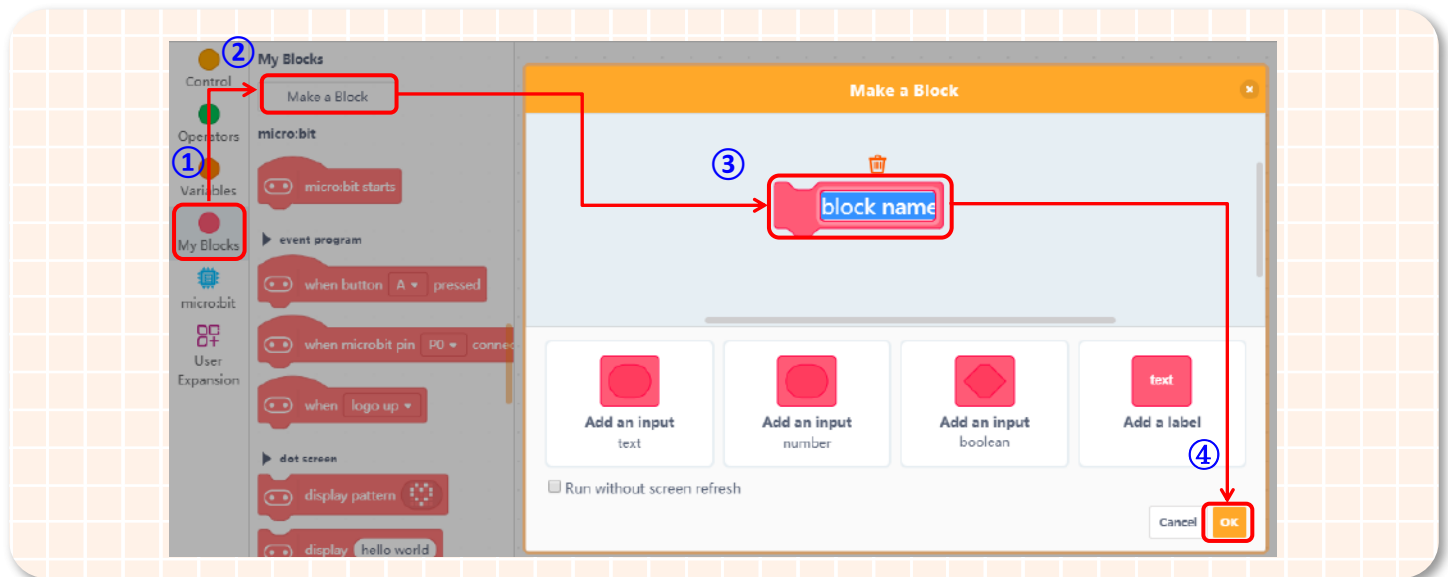 ②
My Blocks
Control
Make a Block
Operators
micro:bit
①
Variables
micro:bit starts
My Blocks
event program
when button A pressed
micro:bit
when microbit pin P0
User
Expansion
when logo up
dot screen
display pattern
display hello world
Make a Block
③
block name
text
Add an input
text
Add an input
number
Add an input
boolean
Add a label
④
Run without screen refresh
Cancel
OK